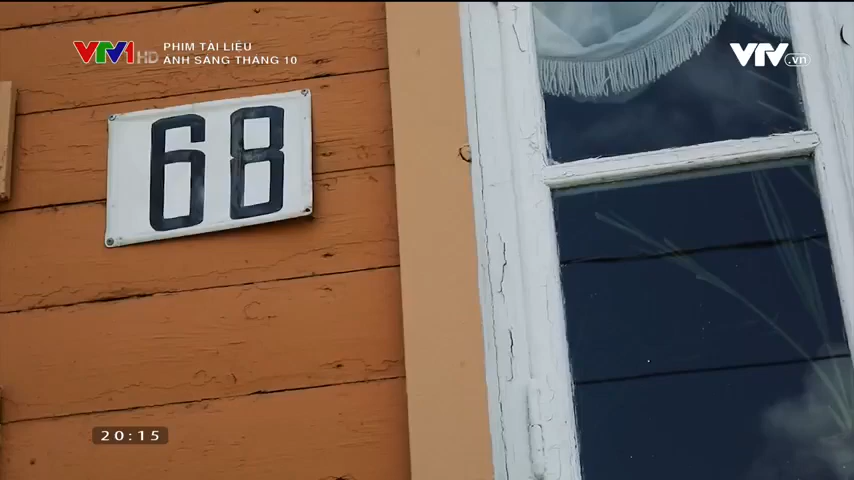 VTV1 HD
PHIM TÀI LIỆU
ÁNH SÁNG THÁNG 10
VTV.vn
68
20:15